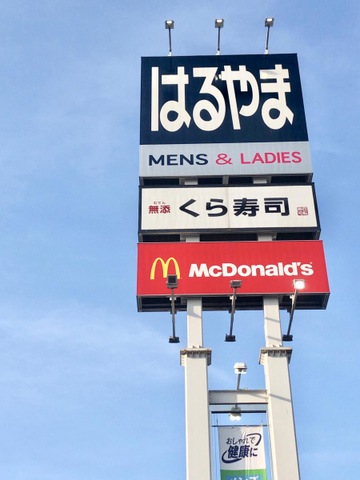 はるやま
MENS & LADIES
無添 くら寿司
McDonald's
おしゃれで
健康に